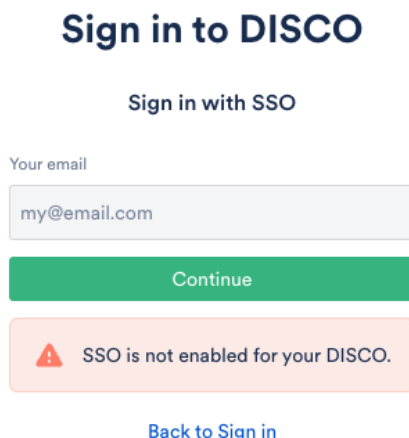 Sign in to DISCO
Sign in with SSO
Your email
my@email.com
Continue
SSO is not enabled for your DISCO.
Back to Sign in